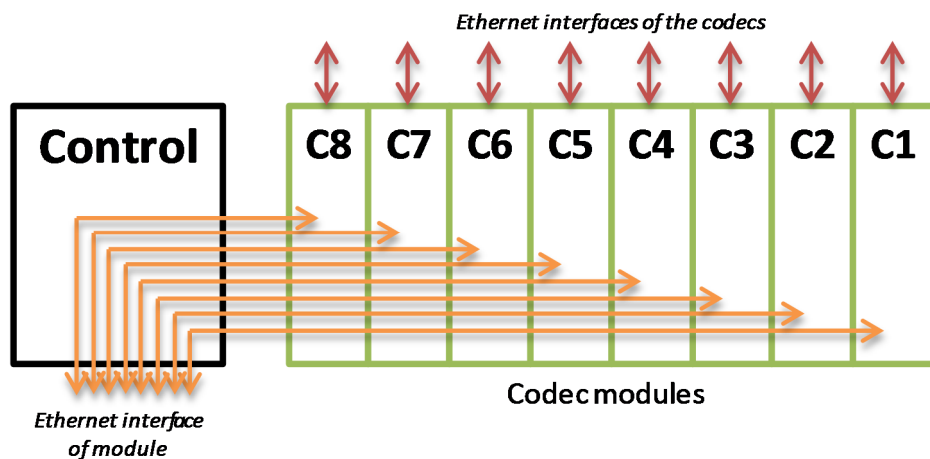 Ethernet interfaces of the codecs
Control
C8 C7 C6 C5 C4 C3 C2 C1
Codec modules
Ethernet interface
of module